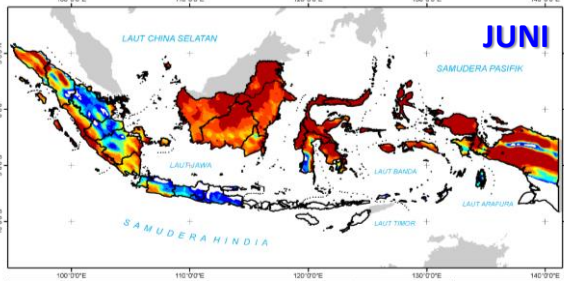 JUNI
LAUT CHINA SELATAN
SAMUDERA PASIFIK
LAUT JAWA
LAUT BANDA
LAUT ARAFURA
LAUT TIMOR
SAMUDERA HINDIA
100°0'0"E 110°0'0"E 120°0'0"E 130°0'0"E 140°0'0"E